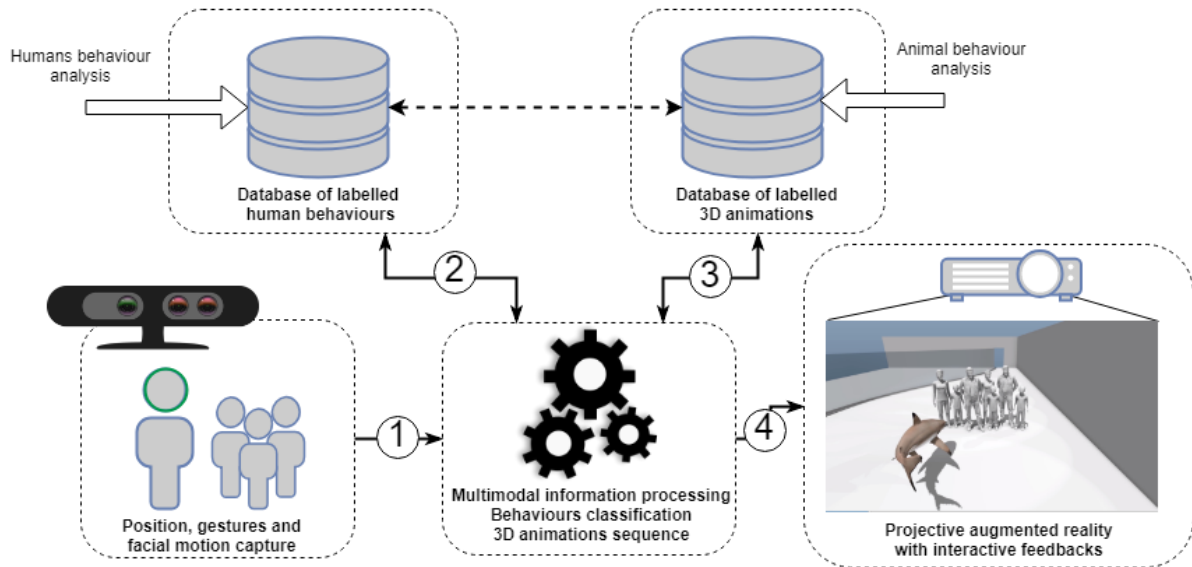 Humans behaviour
analysis
Animal behaviour
analysis
Database of labelled
human behaviours
Database of labelled
3D animations
2
3
1
4
Position, gestures and
facial motion capture
Multimodal information processing
Behaviours classification
3D animations sequence
Projective augmented reality
with interactive feedbacks